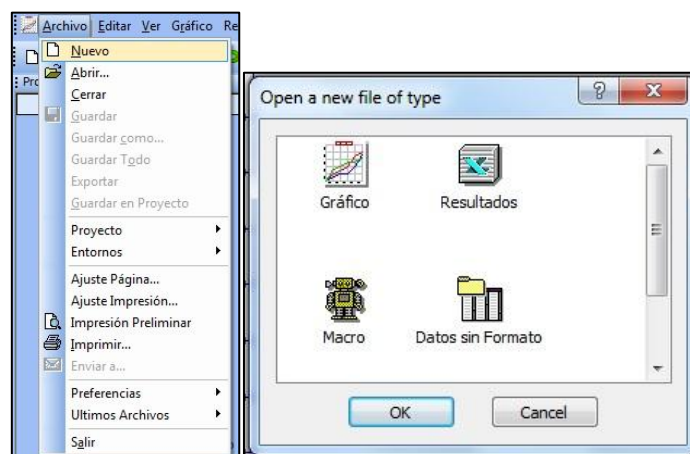 Archivo Editar Ver Gráfico Re
Nuevo
Abrir...
Cerrar
Guardar
Guardar como...
Guardar Todo
Exportar
Guardar en Proyecto
Proyecto
Entornos
Ajuste Página...
Ajuste Impresión...
Impresión Preliminar
Imprimir...
Enviar a...
Preferencias
Ultimos Archivos
Salir
Open a new file of type
Gráfico Resultados
Macro Datos sin Formato
OK Cancel